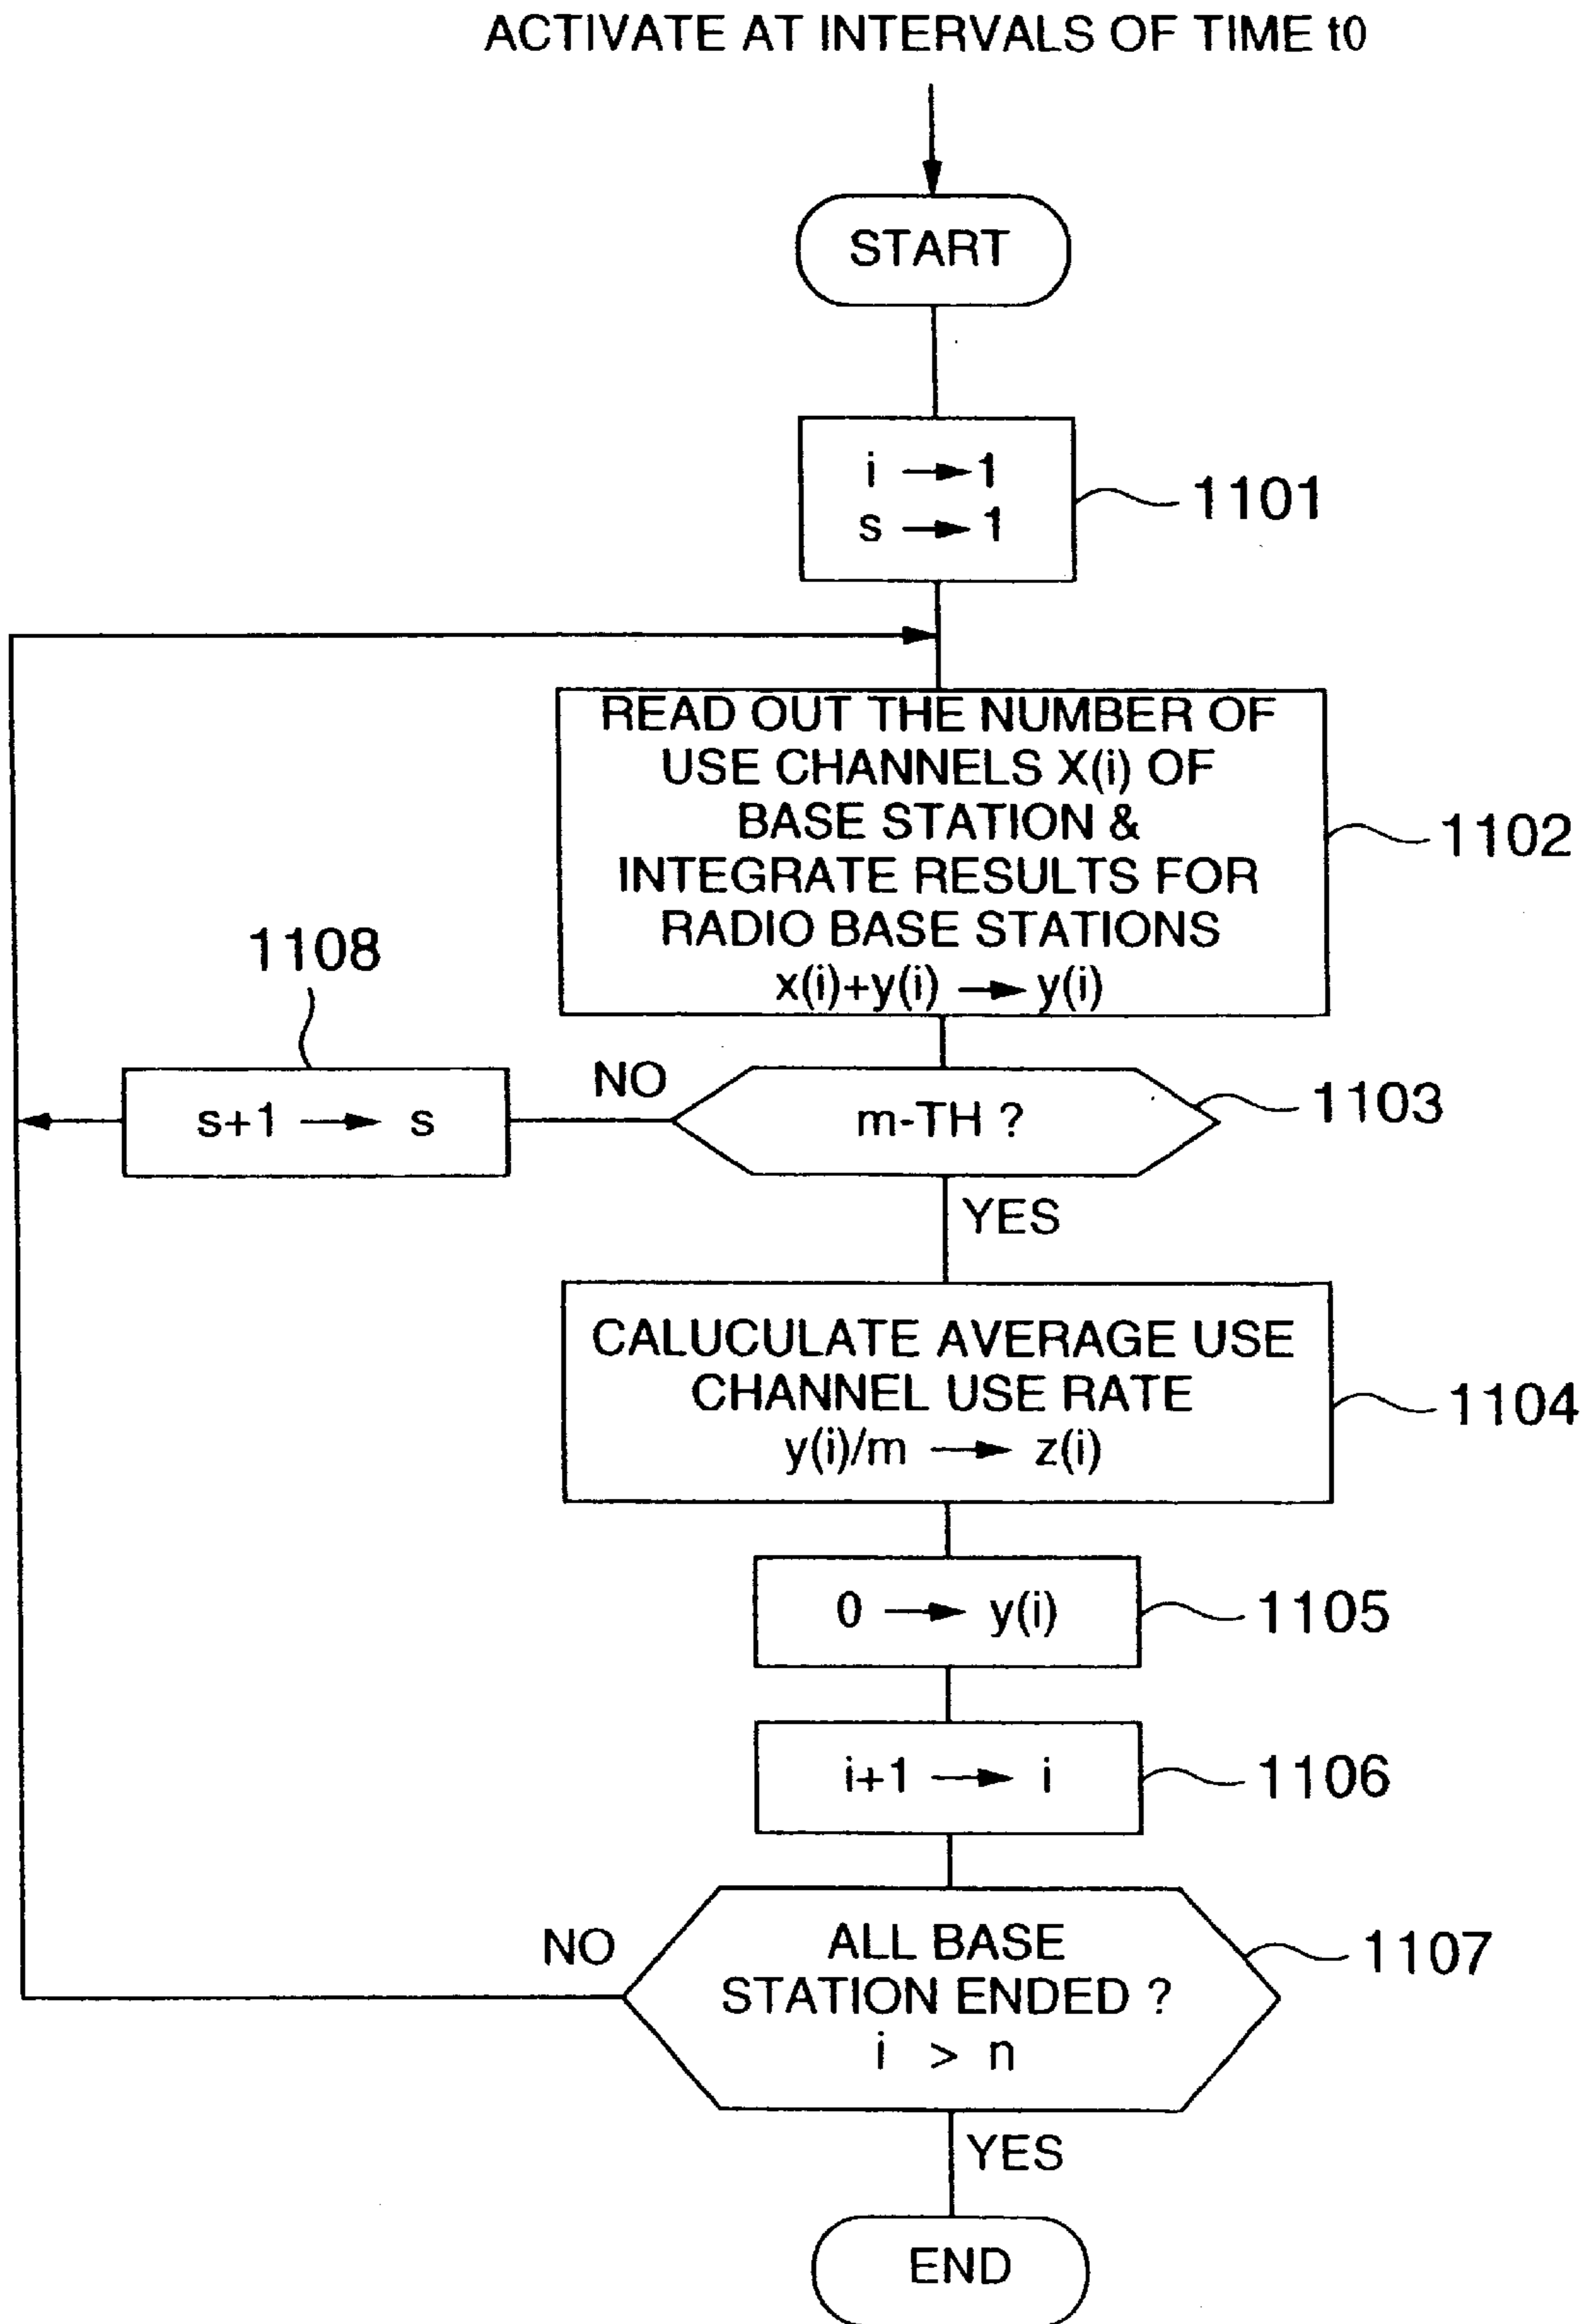 ACTIVATE AT INTERVALS OF TIME t0
START
i → 1
s → 1
1101
READ OUT THE NUMBER OF
USE CHANNELS X(i) OF
BASE STATION &
INTEGRATE RESULTS FOR
RADIO BASE STATIONS
x(i)+y(i) → y(i)
1102
1108
s+1 → s
NO
m-TH ?
1103
YES
CALUCULATE AVERAGE USE
CHANNEL USE RATE
y(i)/m → z(i)
1104
0 → y(i)
1105
i+1 → i
1106
NO
ALL BASE
STATION ENDED ?
i > n
1107
YES
END